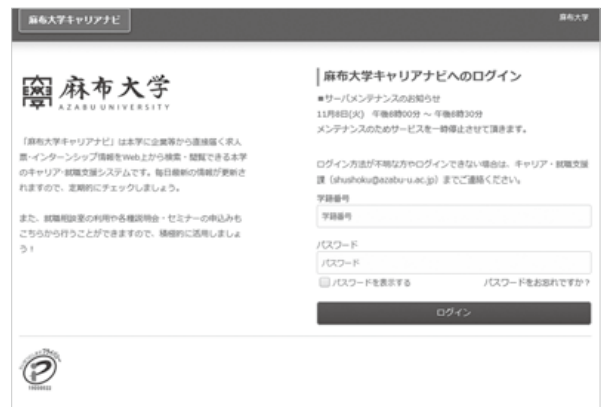 麻布大学キャリアナビ
麻布大学
麻布大学
AZABU UNIVERSITY
「麻布大学キャリアナビ」は本学に企業等から直接届く求人
票・インターンシップ情報をWeb上から検索・閲覧できる本学
のキャリア・就職支援システムです。毎日最新の情報が更新さ
れますので、定期的にチェックしましょう。
また、就職相談室の利用や各種説明会・セミナーの申込みも
こちらから行うことができますので、積極的に活用しましょ
う!
麻布大学キャリアナビへのログイン
■サーバメンテナンスのお知らせ
11月8日(火) 午後6時00分 ～ 午後8時30分
メンテナンスのためサービスを一時停止させて頂きます。
ログイン方法が不明な方やログインできない場合は、キャリア・就職支援
課 (shushoku@azabu-u.ac.jp) までご連絡ください。
学籍番号
学籍番号
パスワード
パスワード
パスワードを表示する
パスワードをお忘れですか?
ログイン